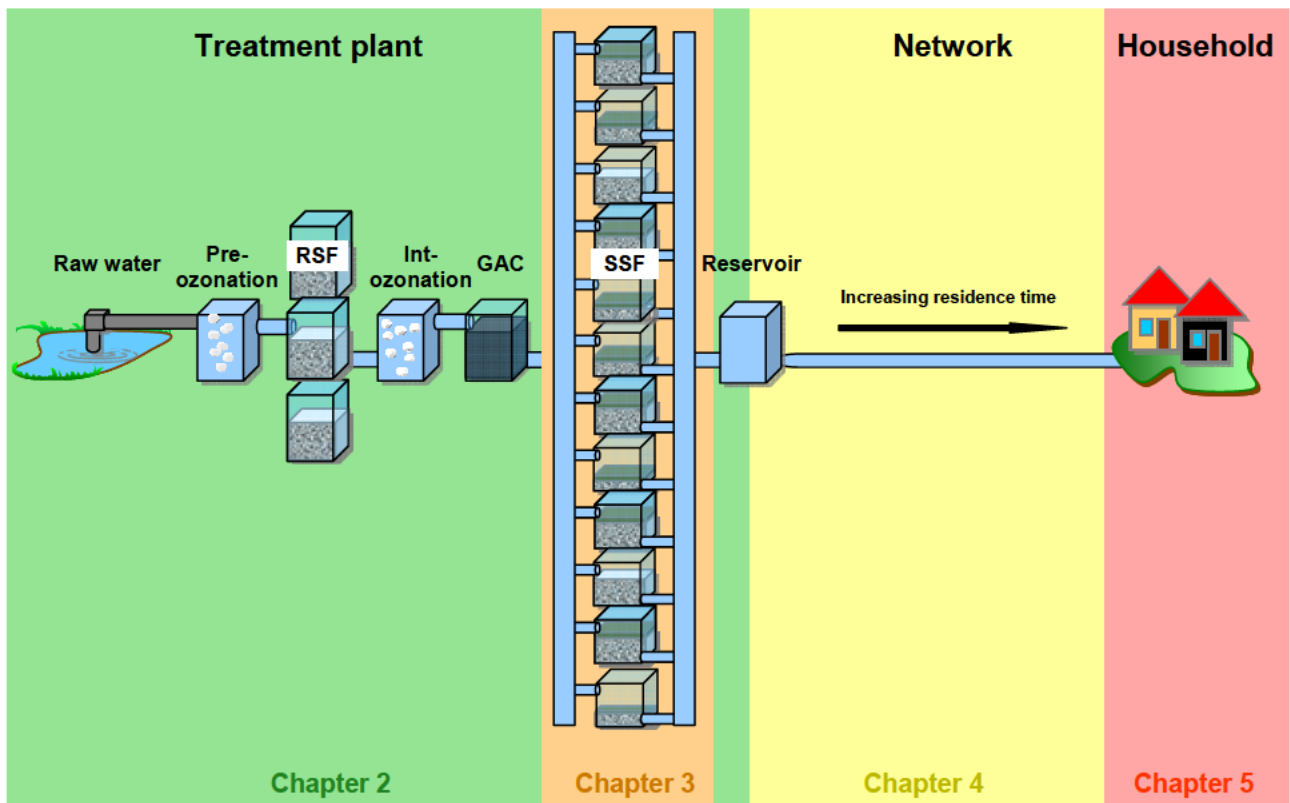 Treatment plant
Network
Household
Raw water
Pre-
ozonation
RSF
Int-
ozonation
GAC
SSF
Reservoir
Increasing residence time
Chapter 2
Chapter 3
Chapter 4
Chapter 5